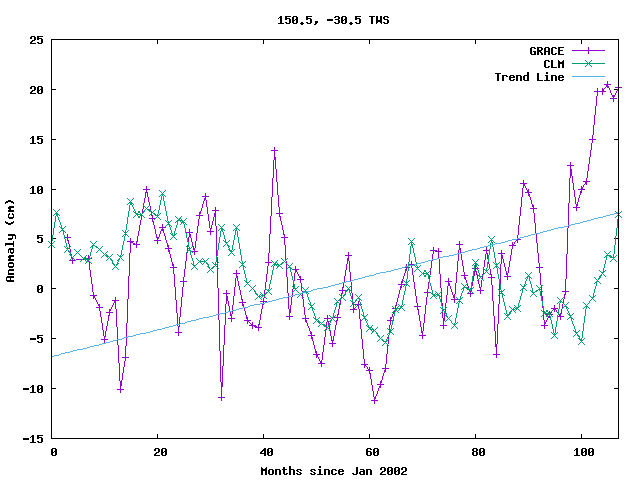 150.5, -30.5 TWS
GRACE
CLM
Trend Line
25
20
15
10
5
0
-5
-10
-15
Anomaly (cm)
0 20 40 60 80 100
Months since Jan 2002